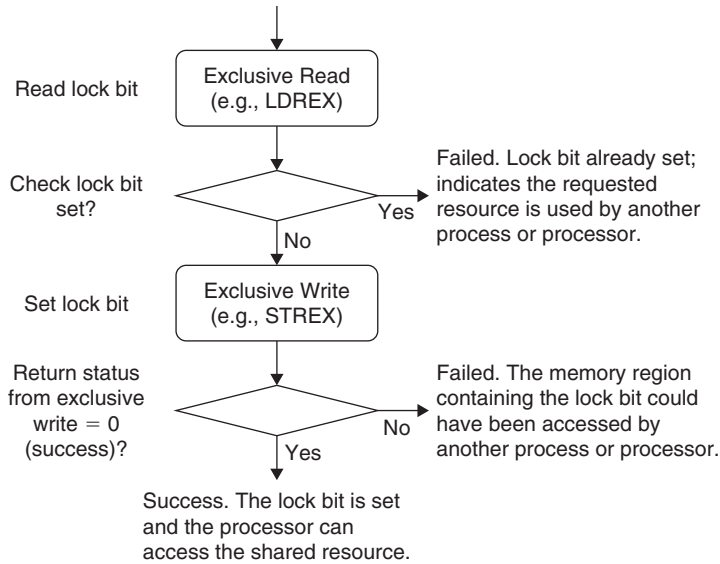 Read lock bit
Exclusive Read
(e.g., LDREX)
Check lock bit
set?
Yes
Failed. Lock bit already set;
indicates the requested
resource is used by another
process or processor.
No
Set lock bit
Exclusive Write
(e.g., STREX)
Return status
from exclusive
write = 0
(success)?
No
Failed. The memory region
containing the lock bit could
have been accessed by
another process or processor.
Yes
Success. The lock bit is set
and the processor can
access the shared resource.